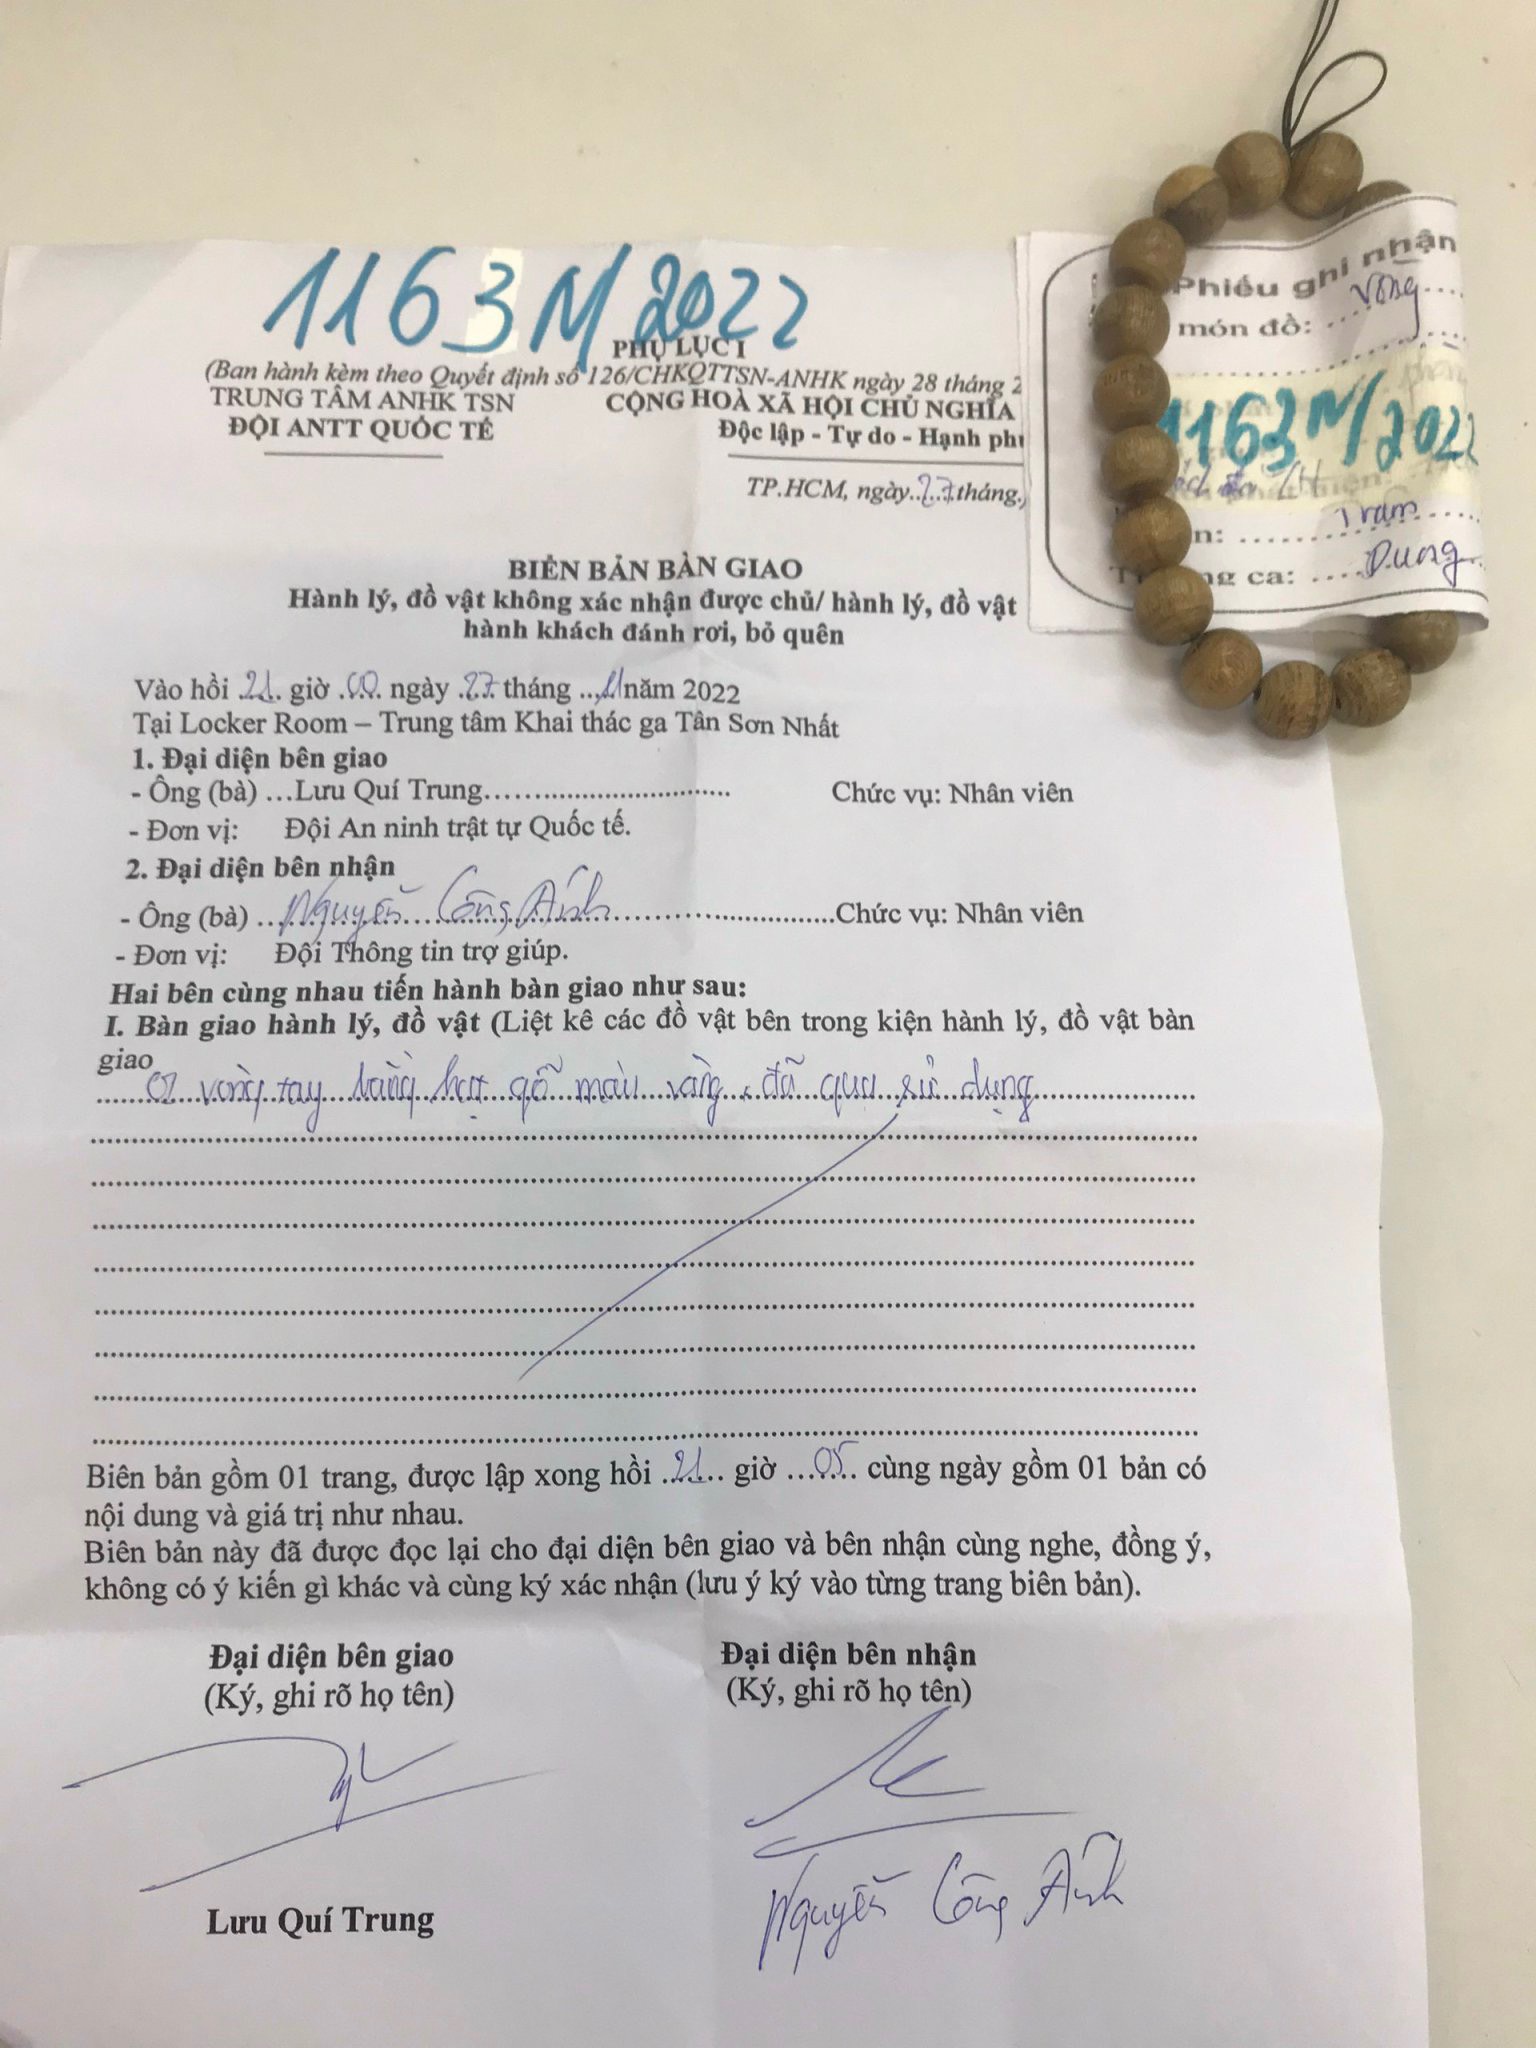 1163N/2022
PHỤ LỤC I
(Ban hành kèm theo Quyết định số 126/CHKQTTSN-ANHK ngày 28 tháng 2
TRUNG TÂM ANHK TSN
ĐỘI ANTT QUỐC TẾ
CỘNG HOÀ XÃ HỘI CHỦ NGHĨA
Độc lập - Tự do - Hạnh phú
TP.HCM, ngày..27.tháng.
BIÊN BẢN BÀN GIAO
Hành lý, đồ vật không xác nhận được chủ/ hành lý, đồ vật
hành khách đánh rơi, bỏ quên
Vào hồi .21. giờ .00. ngày .27 tháng ..11 năm 2022
Tại Locker Room – Trung tâm Khai thác ga Tân Sơn Nhất
1. Đại diện bên giao
- Ông (bà) …Lưu Quí Trung…
Chức vụ: Nhân viên
- Đơn vị: Đội An ninh trật tự Quốc tế.
2. Đại diện bên nhận
- Ông (bà) …Nguyễn Công Ánh…
Chức vụ: Nhân viên
- Đơn vị: Đội Thông tin trợ giúp.
Hai bên cùng nhau tiến hành bàn giao như sau:
I. Bàn giao hành lý, đồ vật (Liệt kê các đồ vật bên trong kiện hành lý, đồ vật bàn
giao
01 vòng tay bằng hạt gỗ màu vàng, đã qua sử dụng
Biên bản gồm 01 trang, được lập xong hồi .21.. giờ ...05.. cùng ngày gồm 01 bản có
nội dung và giá trị như nhau.
Biên bản này đã được đọc lại cho đại diện bên giao và bên nhận cùng nghe, đồng ý,
không có ý kiến gì khác và cùng ký xác nhận (lưu ý ký vào từng trang biên bản).
Đại diện bên giao
(Ký, ghi rõ họ tên)
Lưu Quí Trung
Đại diện bên nhận
(Ký, ghi rõ họ tên)
Nguyễn Công Ánh
Phiếu ghi nhận
món đồ: ...Vòng...
1163N/2022
Trâm
ca: ....Dung